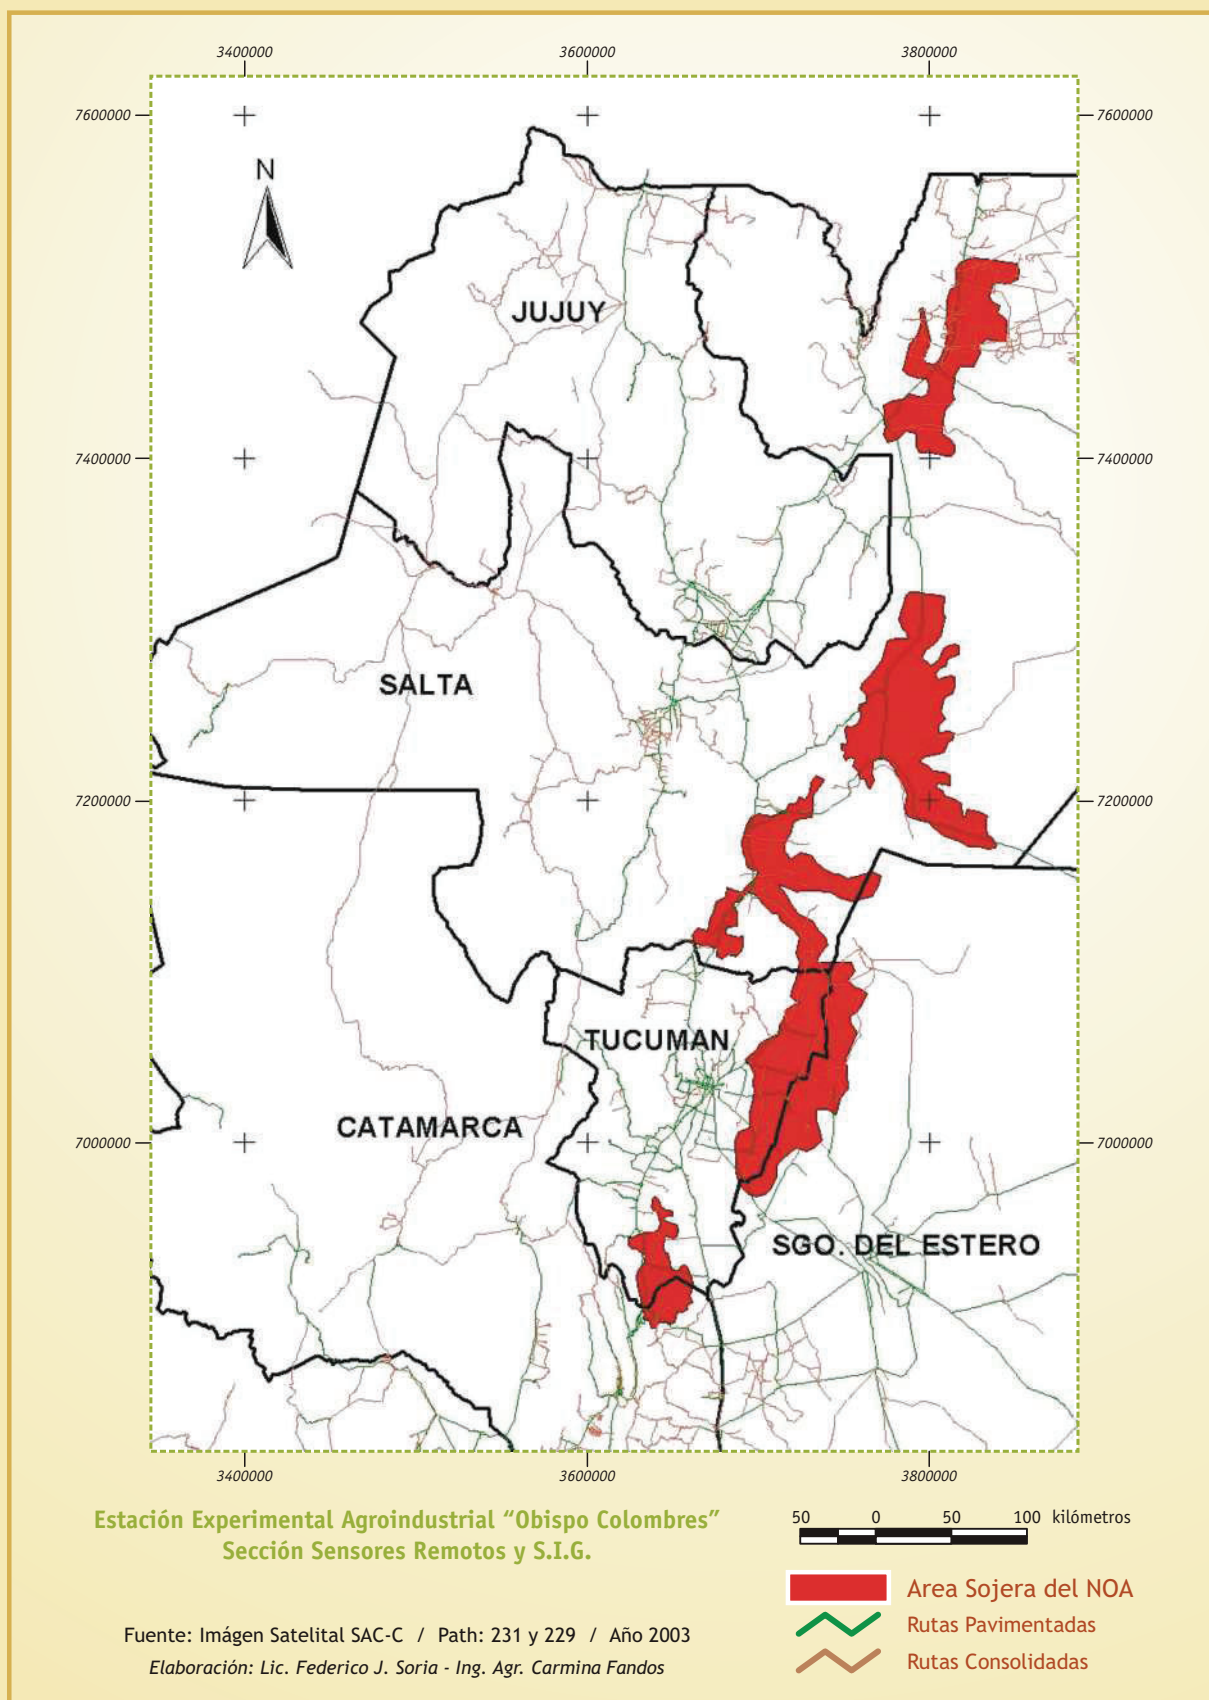 3400000 3600000 3800000
7600000 7600000
N
JUJUY
7400000 7400000
SALTA
7200000 7200000
TUCUMAN
CATAMARCA
7000000 7000000
SGO. DEL ESTERO
3400000 3600000 3800000
Estación Experimental Agroindustrial “Obispo Colombres”
Sección Sensores Remotos y S.I.G.
50 0 50 100 kilómetros
Area Sojera del NOA
Rutas Pavimentadas
Rutas Consolidadas
Fuente: Imágen Satelital SAC-C / Path: 231 y 229 / Año 2003
Elaboración: Lic. Federico J. Soria - Ing. Agr. Carmina Fandos